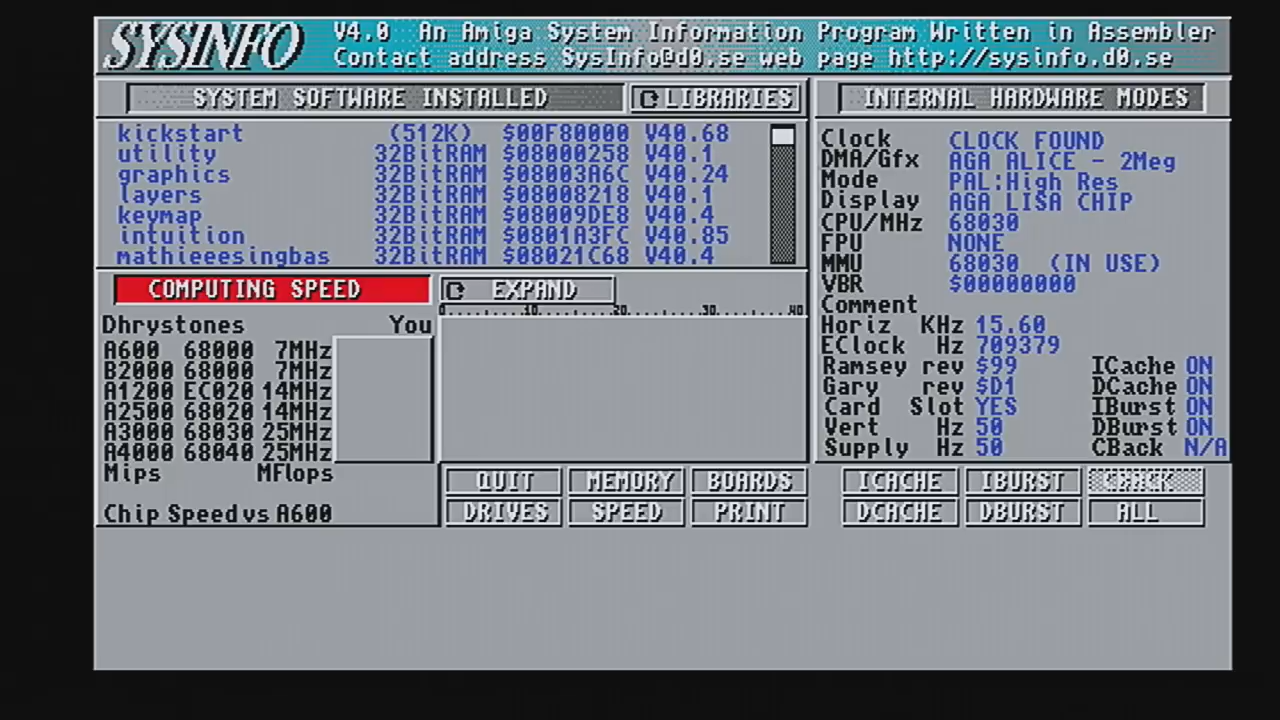 SYSINFO V4.0 An Amiga System Information Program Written in Assembler
Contact address SysInfo@d0.se web page http://sysinfo.d0.se
SYSTEM SOFTWARE INSTALLED LIBRARIES
kickstart (512K) $00F80000 V40.68
utility 32BitRAM $08000258 V40.1
graphics 32BitRAM $08003A6C V40.24
layers 32BitRAM $08008218 V40.1
keymap 32BitRAM $08009DE8 V40.4
intuition 32BitRAM $0801A3FC V40.85
mathieeesingbas 32BitRAM $08021C68 V40.4
INTERNAL HARDWARE MODES
Clock CLOCK FOUND
DMA/Gfx AGA ALICE - 2Meg
Mode PAL:High Res
Display AGA LISA CHIP
CPU/MHz 68030
FPU NONE
MMU 68030 (IN USE)
VBR $00000000
Comment
Horiz KHz 15.60
EClock Hz 709379
Ramsey rev $99 ICache ON
Gary rev $D1 DCache ON
Card Slot YES IBurst ON
Vert Hz 50 DBurst ON
Supply Hz 50 CBack N/A
COMPUTING SPEED EXPAND
0 10 20 30 40
Dhrystones You
A600 68000 7MHz
B2000 68000 7MHz
A1200 EC020 14MHz
A2500 68020 14MHz
A3000 68030 25MHz
A4000 68040 25MHz
Mips MFlops
Chip Speed vs A600
QUIT MEMORY BOARDS
DRIVES SPEED PRINT
ICACHE IBURST CBACK
DCACHE DBURST ALL